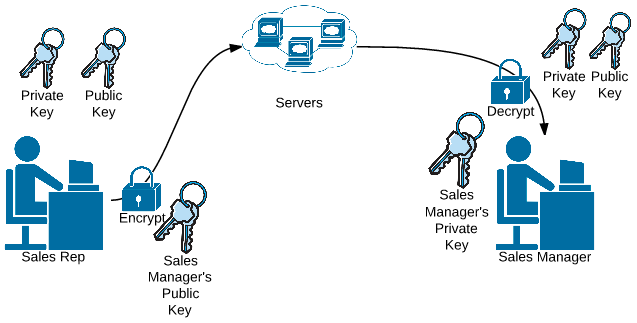 Private
Key
Public
Key
Servers
Private
Key
Public
Key
Decrypt
Encrypt
Sales
Manager's
Public
Key
Sales
Manager's
Private
Key
Sales Rep
Sales Manager